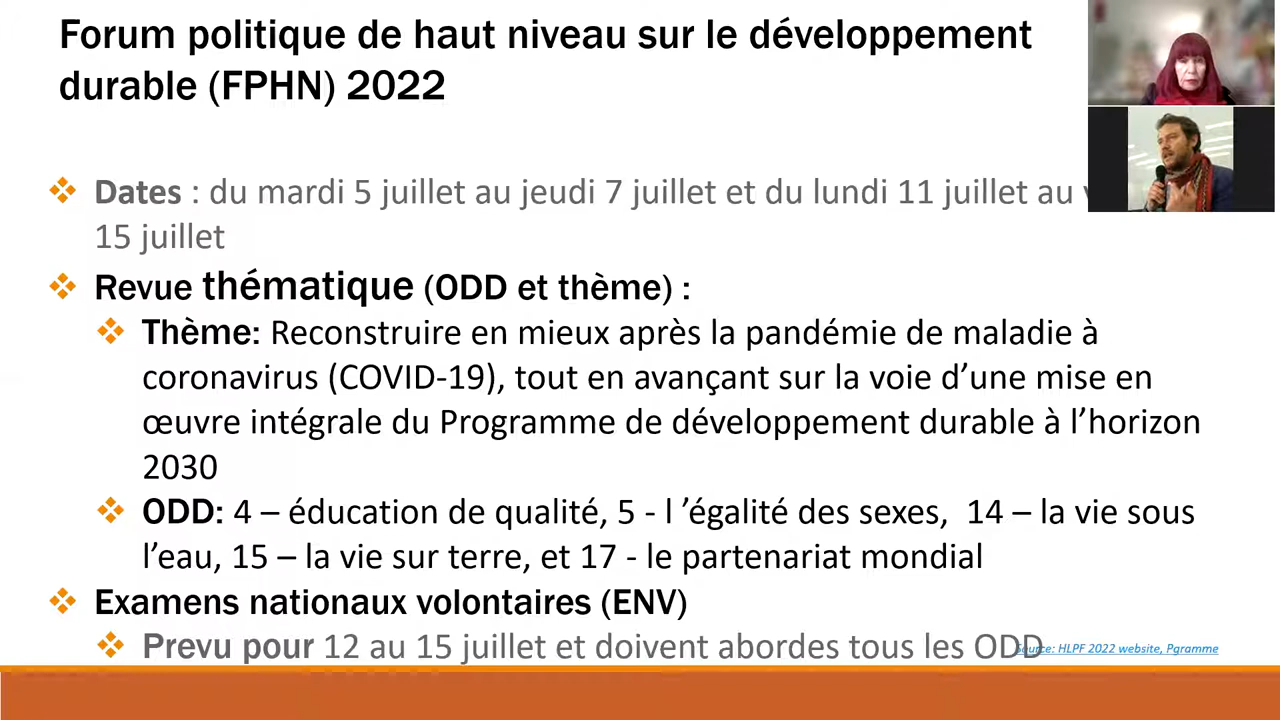 Forum politique de haut niveau sur le développement
durable (FPHN) 2022
Dates : du mardi 5 juillet au jeudi 7 juillet et du lundi 11 juillet au
15 juillet
Revue thématique (ODD et thème) :
Thème: Reconstruire en mieux après la pandémie de maladie à
coronavirus (COVID-19), tout en avançant sur la voie d’une mise en
œuvre intégrale du Programme de développement durable à l’horizon
2030
ODD: 4 – éducation de qualité, 5 - l ’égalité des sexes, 14 – la vie sous
l’eau, 15 – la vie sur terre, et 17 - le partenariat mondial
Examens nationaux volontaires (ENV)
Prevu pour 12 au 15 juillet et doivent abordes tous les ODD
Source: HLPF 2022 website, Pgramme